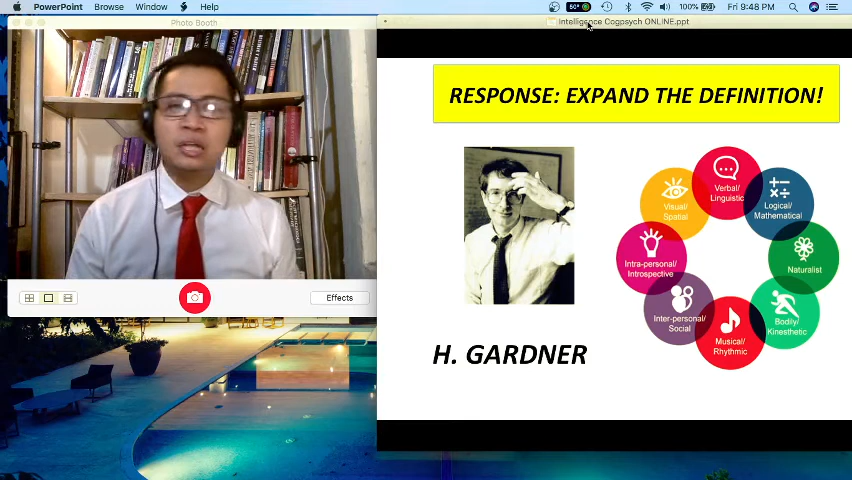 PowerPoint Browse Window Help
60°
100%
Fri 9:48 PM
Photo Booth
Intelligence Cogpsych ONLINE.ppt
RESPONSE: EXPAND THE DEFINITION!
Verbal/
Linguistic
Logical/
Mathematical
Naturalist
Bodily/
Kinesthetic
Musical/
Rhythmic
Inter-personal/
Social
Intra-personal/
Introspective
Visual/
Spatial
H. GARDNER
Effects